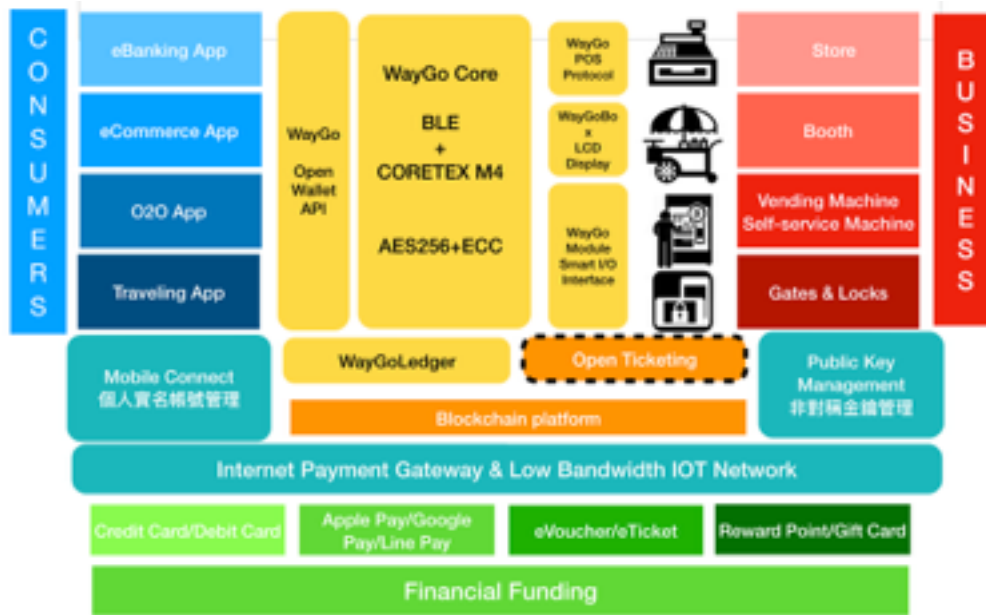 CONSUMERS
eBanking App
eCommerce App
O2O App
Traveling App
WayGo
Open
Wallet
API
WayGo Core
BLE
+
CORETEX M4
AES256+ECC
WayGo
POS
Protocol
WayGoBo
x
LCD
Display
WayGo
Module
Smart I/O
Interface
Store
Booth
Vending Machine
Self-service Machine
Gates & Locks
BUSINESS
Mobile Connect
個人實名帳號管理
WayGoLedger
Open Ticketing
Blockchain platform
Public Key
Management
非對稱金鑰管理
Internet Payment Gateway & Low Bandwidth IOT Network
Credit Card/Debit Card
Apple Pay/Google
Pay/Line Pay
eVoucher/eTicket
Reward Point/Gift Card
Financial Funding